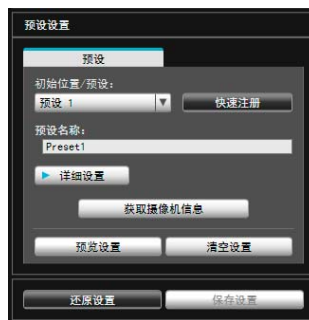 预设设置
预设
初始位置/预设:
预设 1
快速注册
预设名称:
Preset1
详细设置
获取摄像机信息
预览设置 清空设置
还原设置 保存设置